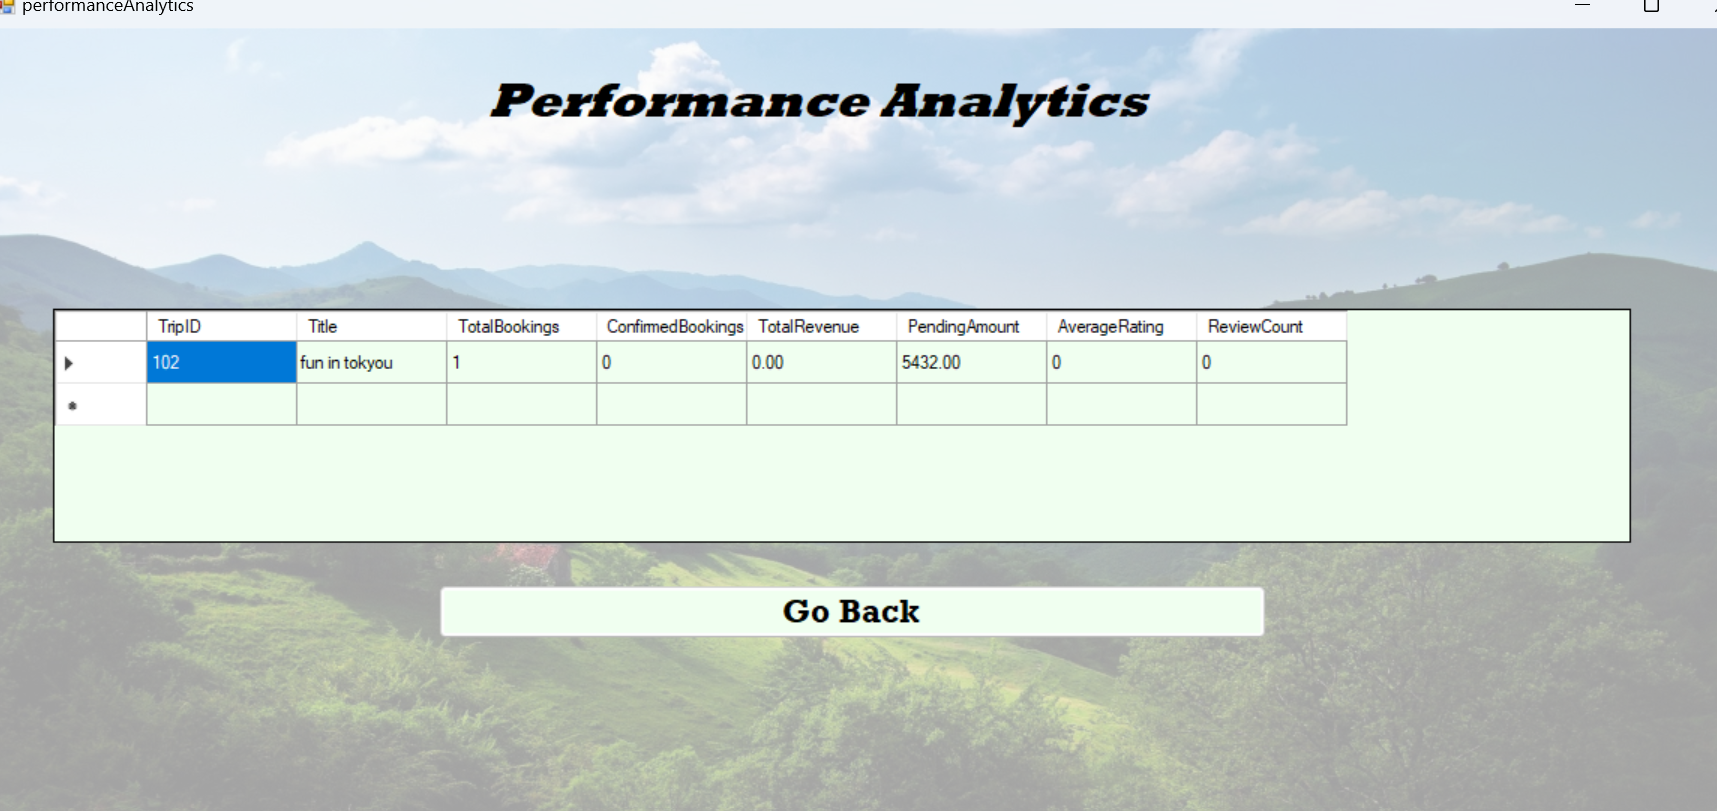 performanceAnalytics
Performance Analytics
TripID Title TotalBookings ConfirmedBookings TotalRevenue PendingAmount AverageRating ReviewCount
102 fun in tokyou 1 0 0.00 5432.00 0 0
Go Back